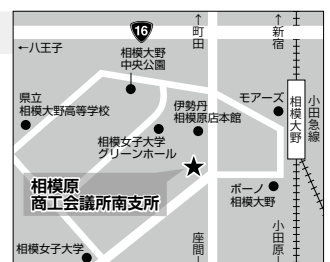 16
←八王子
↑
町田
↑
新宿
相模大野
中央公園
県立
相模大野高等学校
伊勢丹
相模原店本館
モアーズ
相模大野
小田急線
相模女子大学
グリーンホール
相模原
商工会議所南支所
ボーノ
相模大野
相模女子大学
座間
↓
小田原
↓